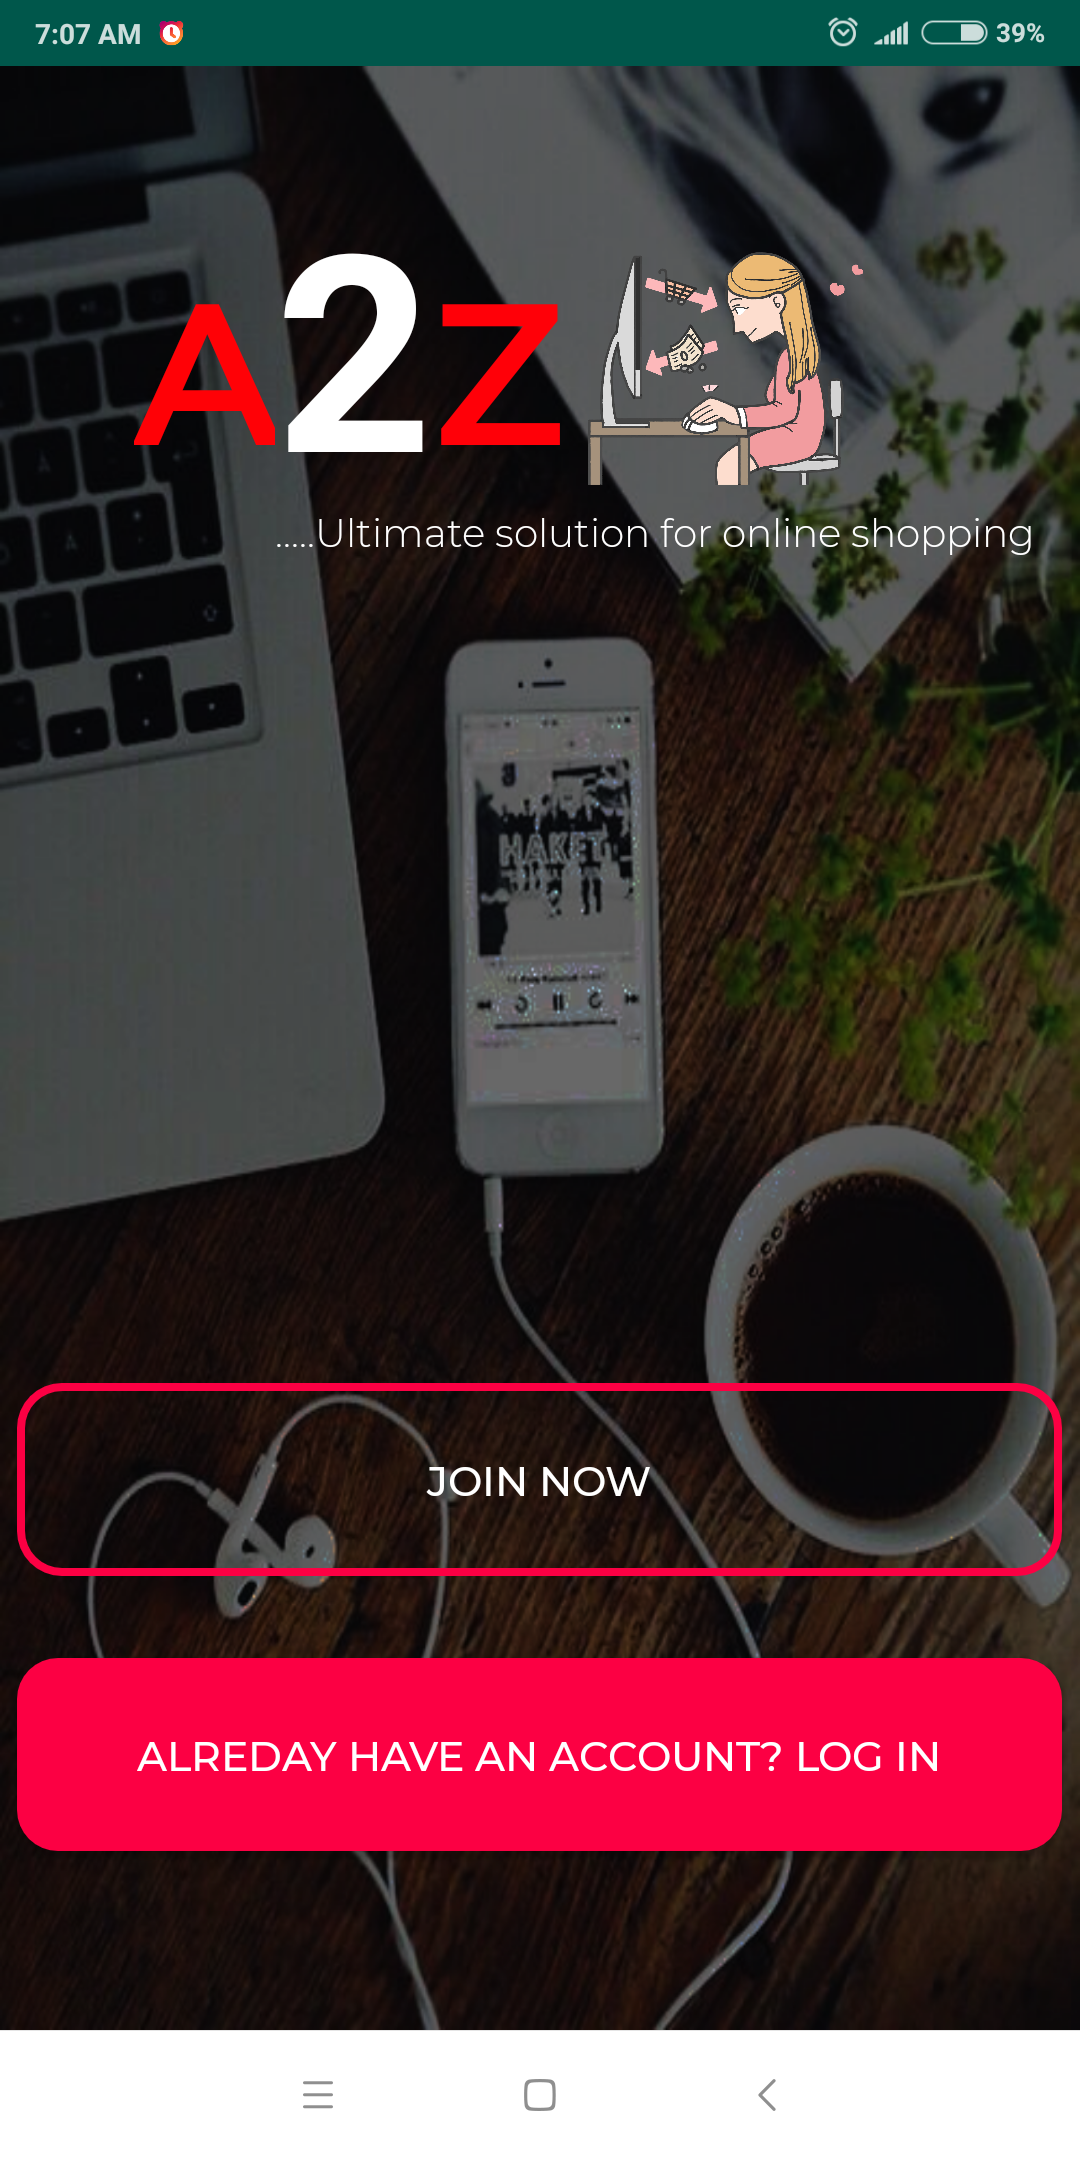 7:07 AM 39%
A2Z
.....Ultimate solution for online shopping
HAKET
JOIN NOW
ALREDAY HAVE AN ACCOUNT? LOG IN